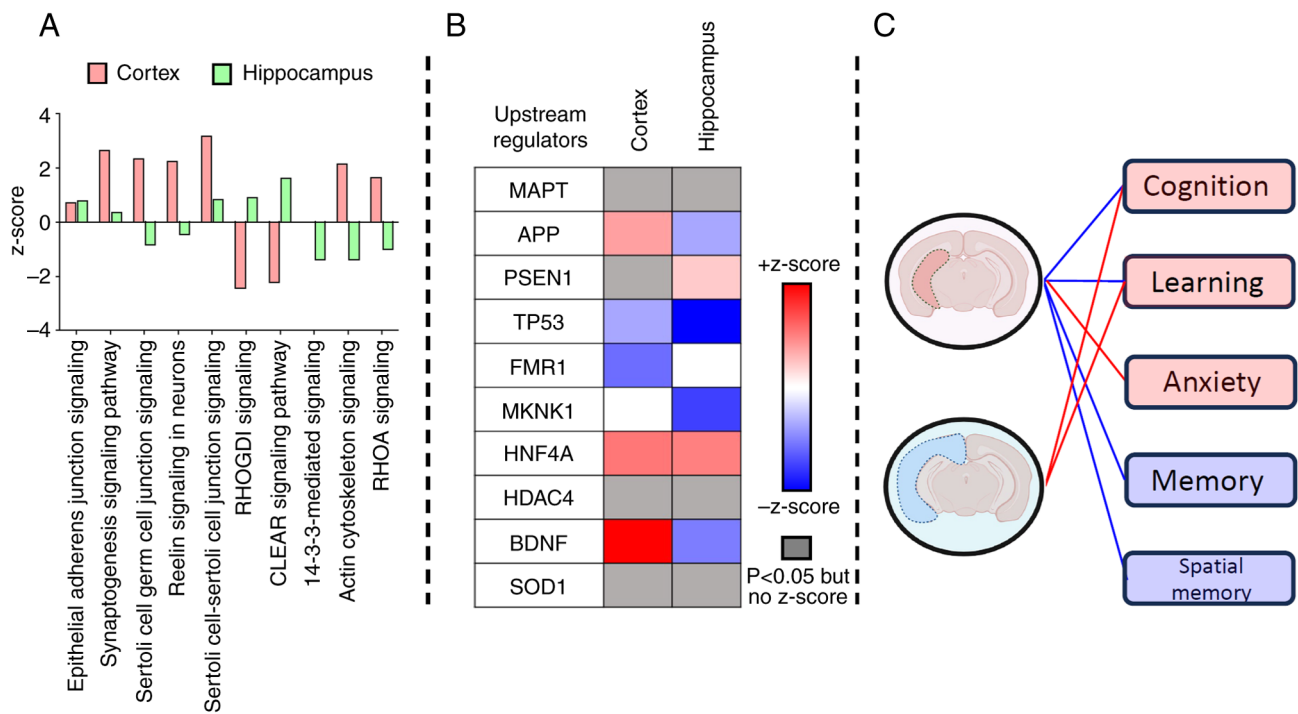 A
Cortex
Hippocampus
4
2
0
–2
–4
z-score
Epithelial adherens junction signaling
Synaptogenesis signaling pathway
Sertoli cell germ cell junction signaling
Reelin signaling in neurons
Sertoli cell-sertoli cell junction signaling
RHOGDI signaling
CLEAR signaling pathway
14-3-3-mediated signaling
Actin cytoskeleton signaling
RHOA signaling
B
Upstream
regulators
Cortex
Hippocampus
MAPT
APP
PSEN1
TP53
FMR1
MKNK1
HNF4A
HDAC4
BDNF
SOD1
+z-score
–z-score
P<0.05 but
no z-score
C
Cognition
Learning
Anxiety
Memory
Spatial
memory